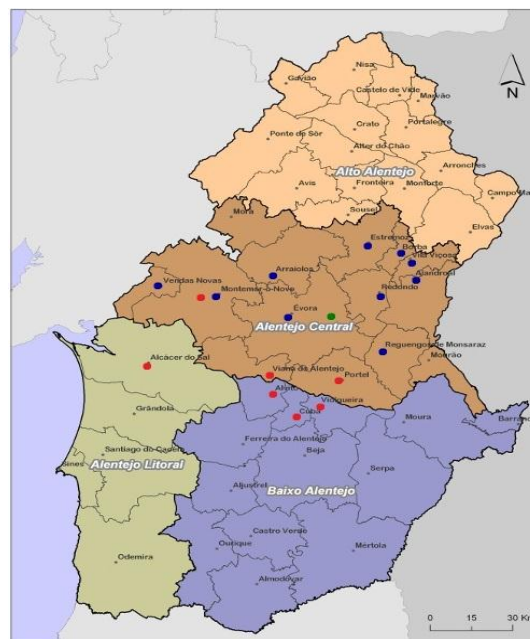 Nisa
Gavião
Castelo de Vide
Marvão
N
Crato
Portalegre
Ponte de Sôr
Alter do Chão
Arronches
Alto Alentejo
Avis
Fronteira
Monforte
Campo Ma
Sousel
Mora
Elvas
Estremoz
Borba
Vila Viçosa
Arraiolos
Alandroal
Vendas Novas
Montemor-o-Novo
Redondo
Évora
Alentejo Central
Reguengos de Monsaraz
Mourão
Alcácer do Sal
Viana do Alentejo
Portel
Alvito
Vidigueira
Grândola
Cuba
Moura
Barranc
Ferreira do Alentejo
Santiago do Cacém
Beja
Sines
Alentejo Litoral
Serpa
Aljustrel
Baixo Alentejo
Castro Verde
Ourique
Mértola
Odemira
Almodôvar
0 15 30 K